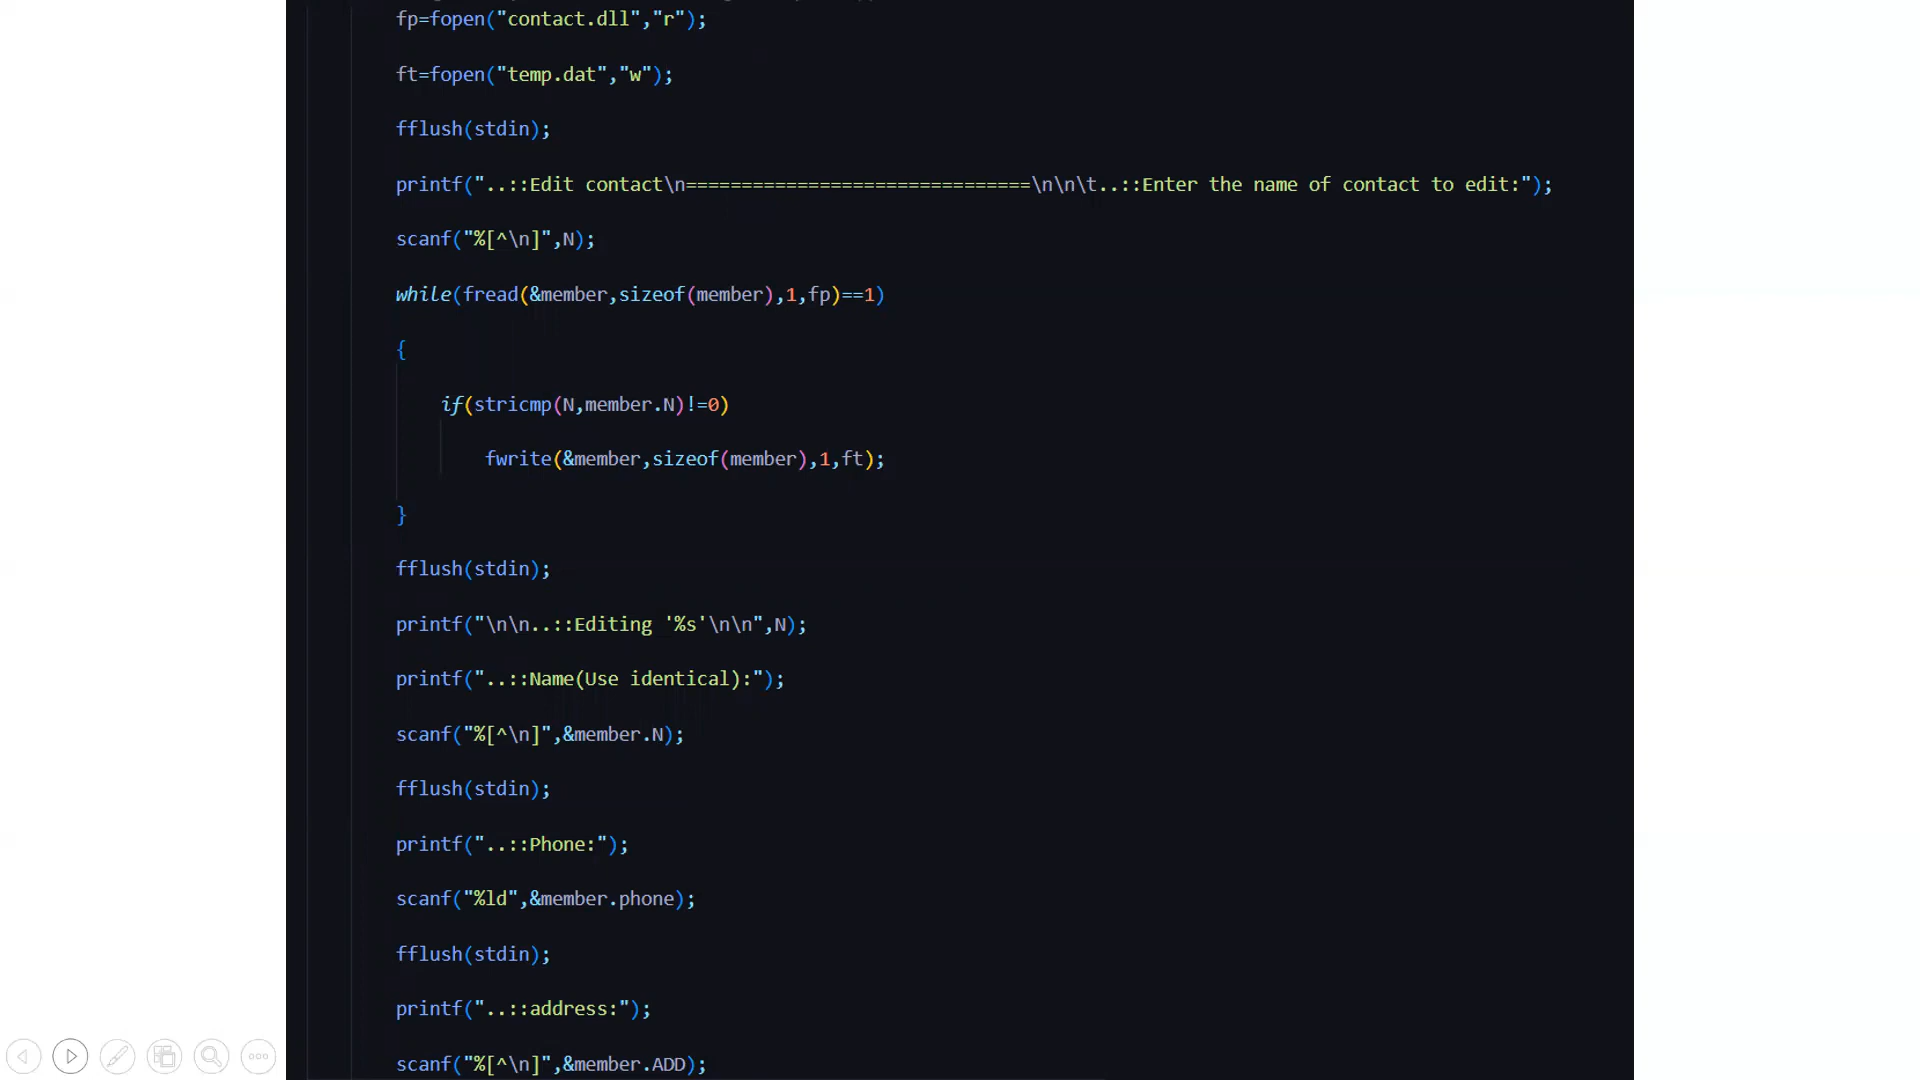 fp=fopen("contact.dll","r");
ft=fopen("temp.dat","w");
fflush(stdin);
printf("..::Edit contact\n===============================\n\n\t..::Enter the name of contact to edit:");
scanf("%[^\n]",N);
while(fread(&member,sizeof(member),1,fp)==1)
{
if(stricmp(N,member.N)!=0)
fwrite(&member,sizeof(member),1,ft);
}
fflush(stdin);
printf("\n\n..::Editing '%s'\n\n",N);
printf("..::Name(Use identical):");
scanf("%[^\n]",&member.N);
fflush(stdin);
printf("..::Phone:");
scanf("%ld",&member.phone);
fflush(stdin);
printf("..::address:");
scanf("%[^\n]",&member.ADD);